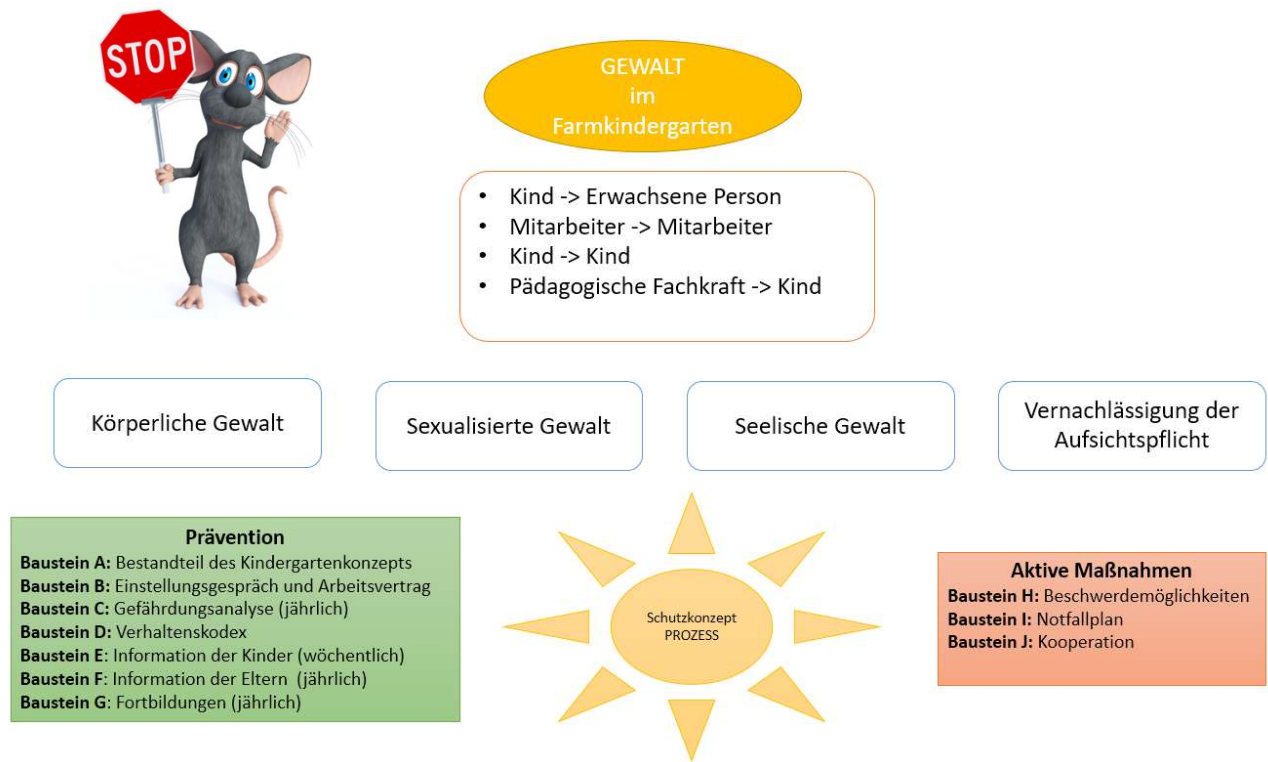 STOP
GEWALT
im
Farmkindergarten
• Kind -> Erwachsene Person
• Mitarbeiter -> Mitarbeiter
• Kind -> Kind
• Pädagogische Fachkraft -> Kind
Körperliche Gewalt
Sexualisierte Gewalt
Seelische Gewalt
Vernachlässigung der
Aufsichtspflicht
Prävention
Baustein A: Bestandteil des Kindergartenkonzepts
Baustein B: Einstellungsgespräch und Arbeitsvertrag
Baustein C: Gefährdungsanalyse (jährlich)
Baustein D: Verhaltenskodex
Baustein E: Information der Kinder (wöchentlich)
Baustein F: Information der Eltern (jährlich)
Baustein G: Fortbildungen (jährlich)
Schutzkonzept
PROZESS
Aktive Maßnahmen
Baustein H: Beschwerdemöglichkeiten
Baustein I: Notfallplan
Baustein J: Kooperation